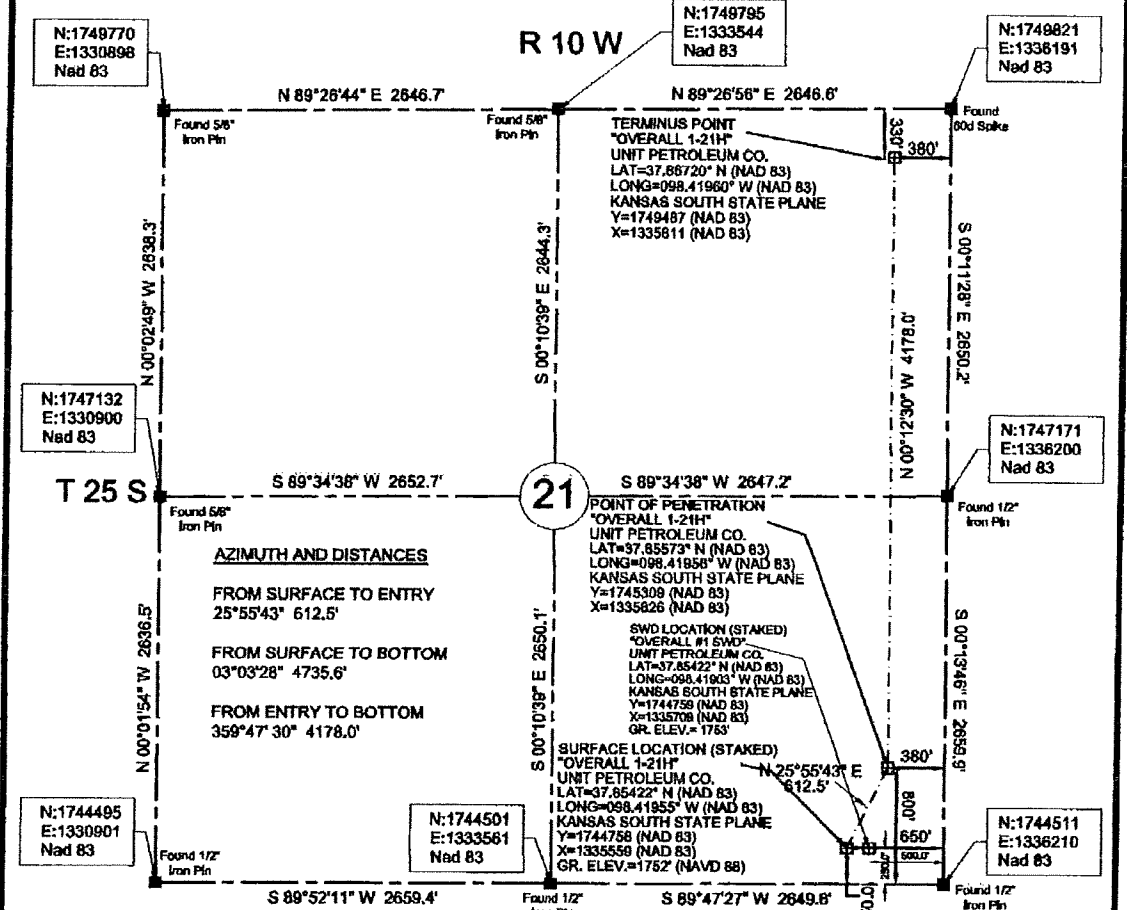 N:1749770
E:1330898
Nad 83
R 10 W
N:1749795
E:1333544
Nad 83
N:1749821
E:1336191
Nad 83
N 89°26'44" E 2646.7'
N 89°26'56" E 2646.6'
Found 5/8"
Iron Pin
Found 5/8"
Iron Pin
Found
60d Spike
TERMINUS POINT
"OVERALL 1-21H"
UNIT PETROLEUM CO.
LAT=37.86720° N (NAD 83)
LONG=098.41960° W (NAD 83)
KANSAS SOUTH STATE PLANE
Y=1749487 (NAD 83)
X=1335811 (NAD 83)
330'
380'
N 00°02'49" W 2638.3'
S 00°10'39" E 2644.3'
N 00°12'30" W 4178.0'
S 00°11'28" E 2650.2'
N:1747132
E:1330900
Nad 83
N:1747171
E:1336200
Nad 83
T 25 S
S 89°34'38" W 2652.7'
21
S 89°34'38" W 2647.2'
Found 5/8"
Iron Pin
Found 1/2"
Iron Pin
POINT OF PENETRATION
"OVERALL 1-21H"
UNIT PETROLEUM CO.
LAT=37.85573° N (NAD 83)
LONG=098.41958° W (NAD 83)
KANSAS SOUTH STATE PLANE
Y=1745309 (NAD 83)
X=1335826 (NAD 83)
AZIMUTH AND DISTANCES
FROM SURFACE TO ENTRY
25°55'43" 612.5'
FROM SURFACE TO BOTTOM
03°03'28" 4735.6'
FROM ENTRY TO BOTTOM
359°47' 30" 4178.0'
SWD LOCATION (STAKED)
"OVERALL #1 SWD"
UNIT PETROLEUM CO.
LAT=37.85422° N (NAD 83)
LONG=098.41903° W (NAD 83)
KANSAS SOUTH STATE PLANE
Y=1744759 (NAD 83)
X=1335709 (NAD 83)
GR. ELEV.= 1753'
N 00°01'54" W 2636.5'
S 00°10'39" E 2650.1'
S 00°13'46" E 2659.9'
SURFACE LOCATION (STAKED)
"OVERALL 1-21H"
UNIT PETROLEUM CO.
LAT=37.85422° N (NAD 83)
LONG=098.41955° W (NAD 83)
KANSAS SOUTH STATE PLANE
Y=1744758 (NAD 83)
X=1335559 (NAD 83)
GR. ELEV.=1752' (NAVD 88)
N 25°55'43" E
612.5'
380'
800'
650'
500.0'
250.0'
N:1744495
E:1330901
Nad 83
N:1744501
E:1333561
Nad 83
N:1744511
E:1336210
Nad 83
Found 1/2"
Iron Pin
S 89°52'11" W 2659.4'
Found 1/2"
S 89°47'27" W 2649.8'
Found 1/2"
Iron Pin